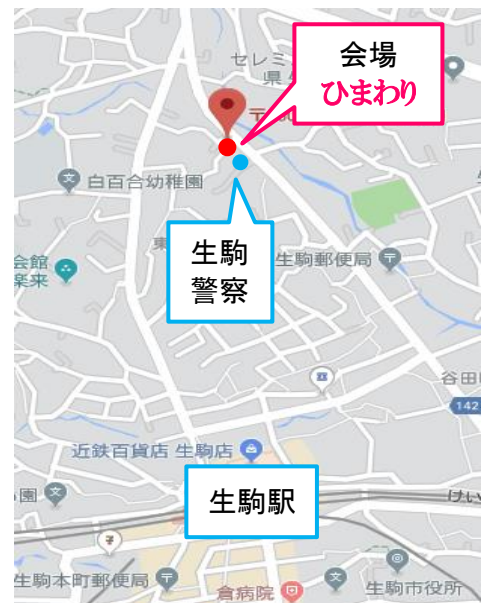 セレミ
会場
ひまわり
県
〒
白百合幼稚園
生駒
警察
東
生駒郵便局
会館
楽来
谷田
142
近鉄百貨店 生駒店
園
生駒駅
けい
生駒本町郵便局
倉病院
生駒市役所